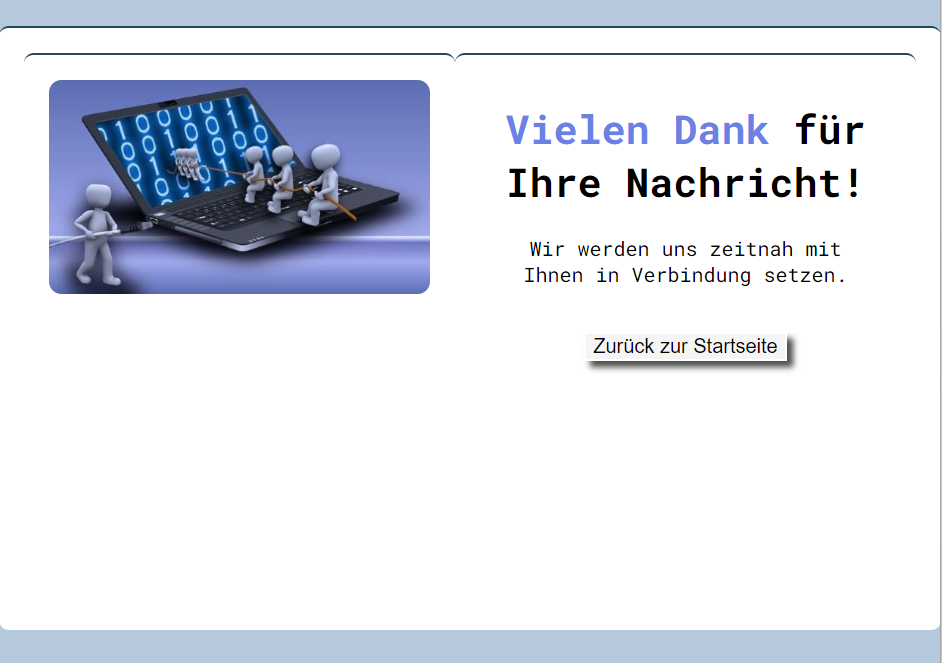 Vielen Dank für
Ihre Nachricht!
Wir werden uns zeitnah mit
Ihnen in Verbindung setzen.
Zurück zur Startseite